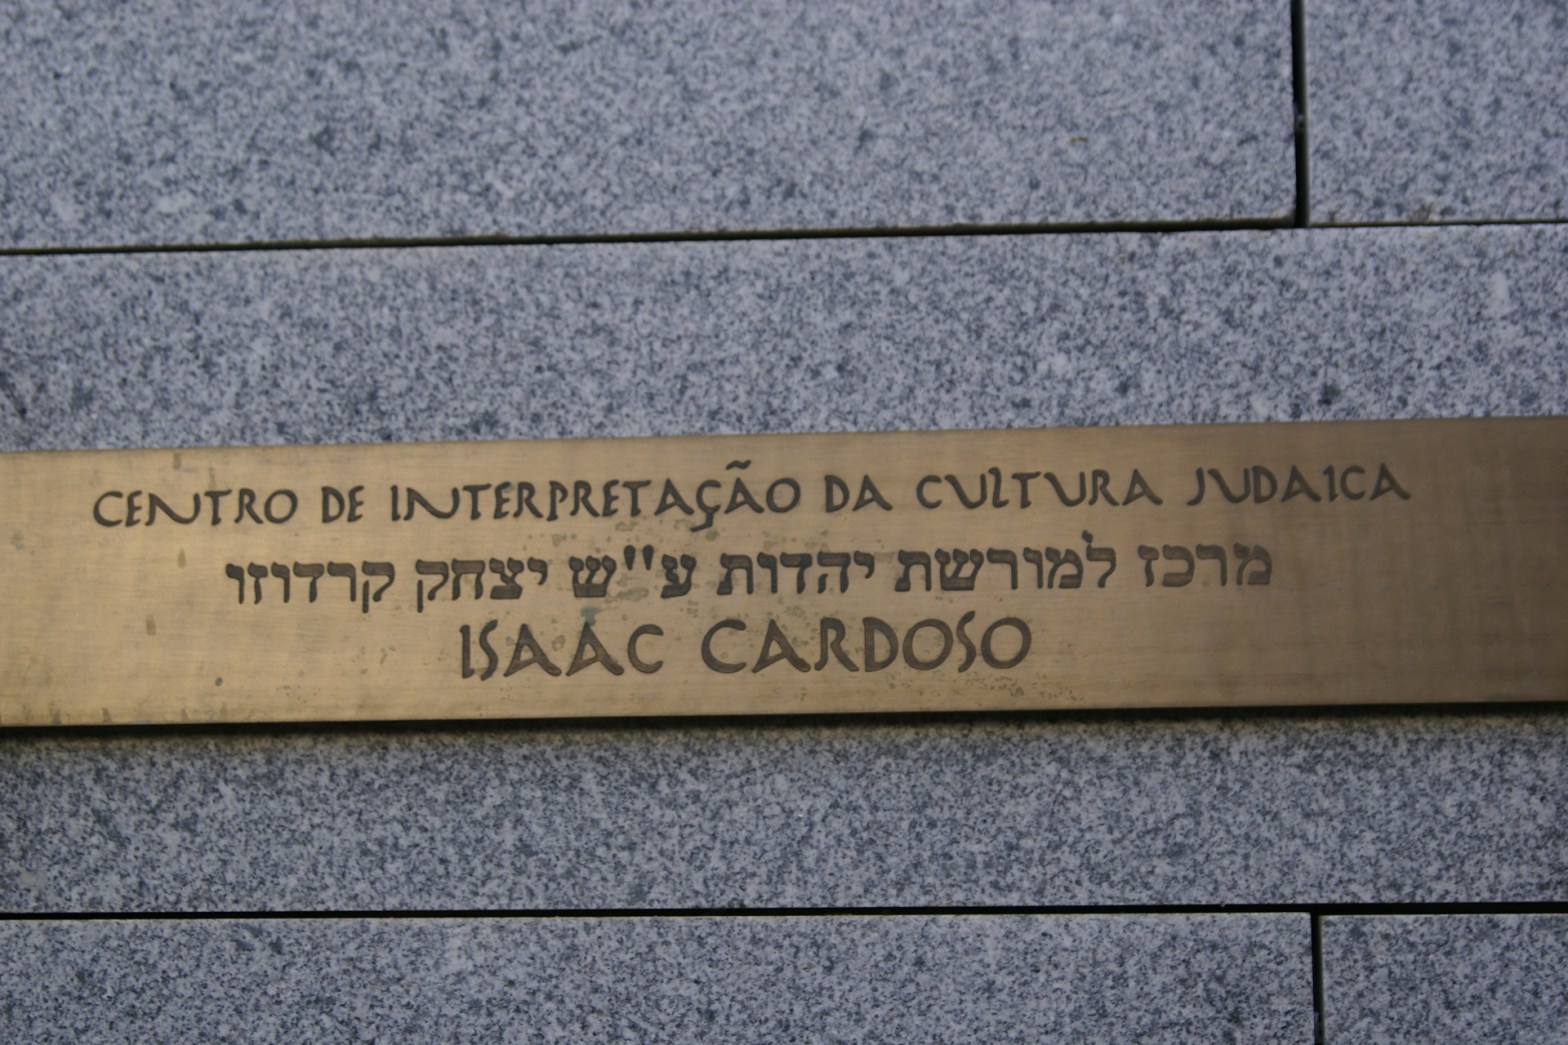 CENTRO DE INTERPRETAÇÃO DA CULTURA JUDAICA
מרכז למורשת יהדות ע"ש יצחק קרדוזו
ISAAC CARDOSO